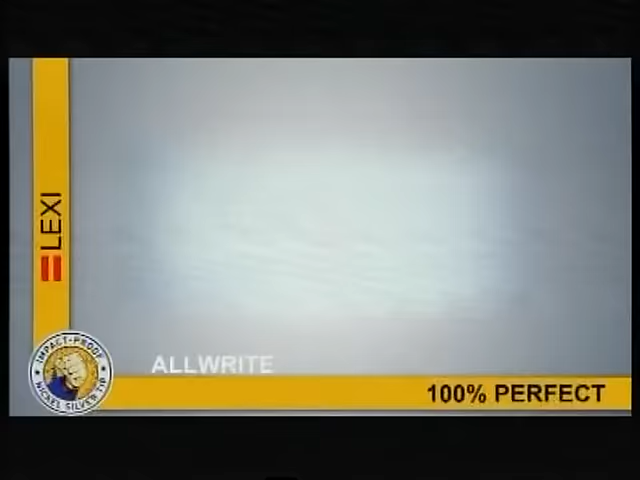 LEXI
IMPACT-PROOF
NICKEL SILVER TIP
ALLWRITE
100% PERFECT